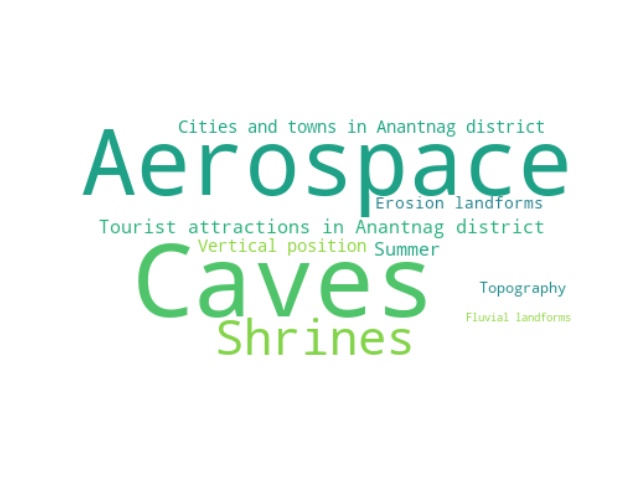 Cities and towns in Anantnag district
Aerospace
Erosion landforms
Tourist attractions in Anantnag district
Vertical position
Summer
Caves
Topography
Fluvial landforms
Shrines